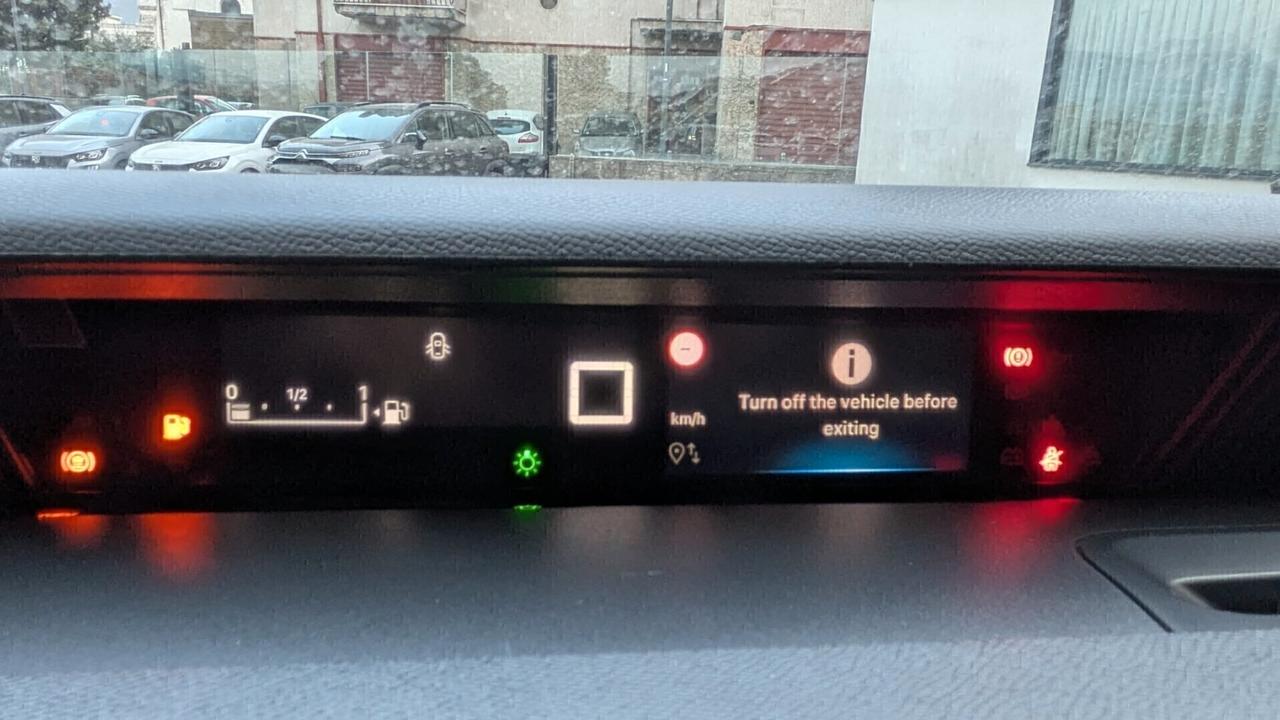 0 1/2 1
km/h
Turn off the vehicle before
exiting